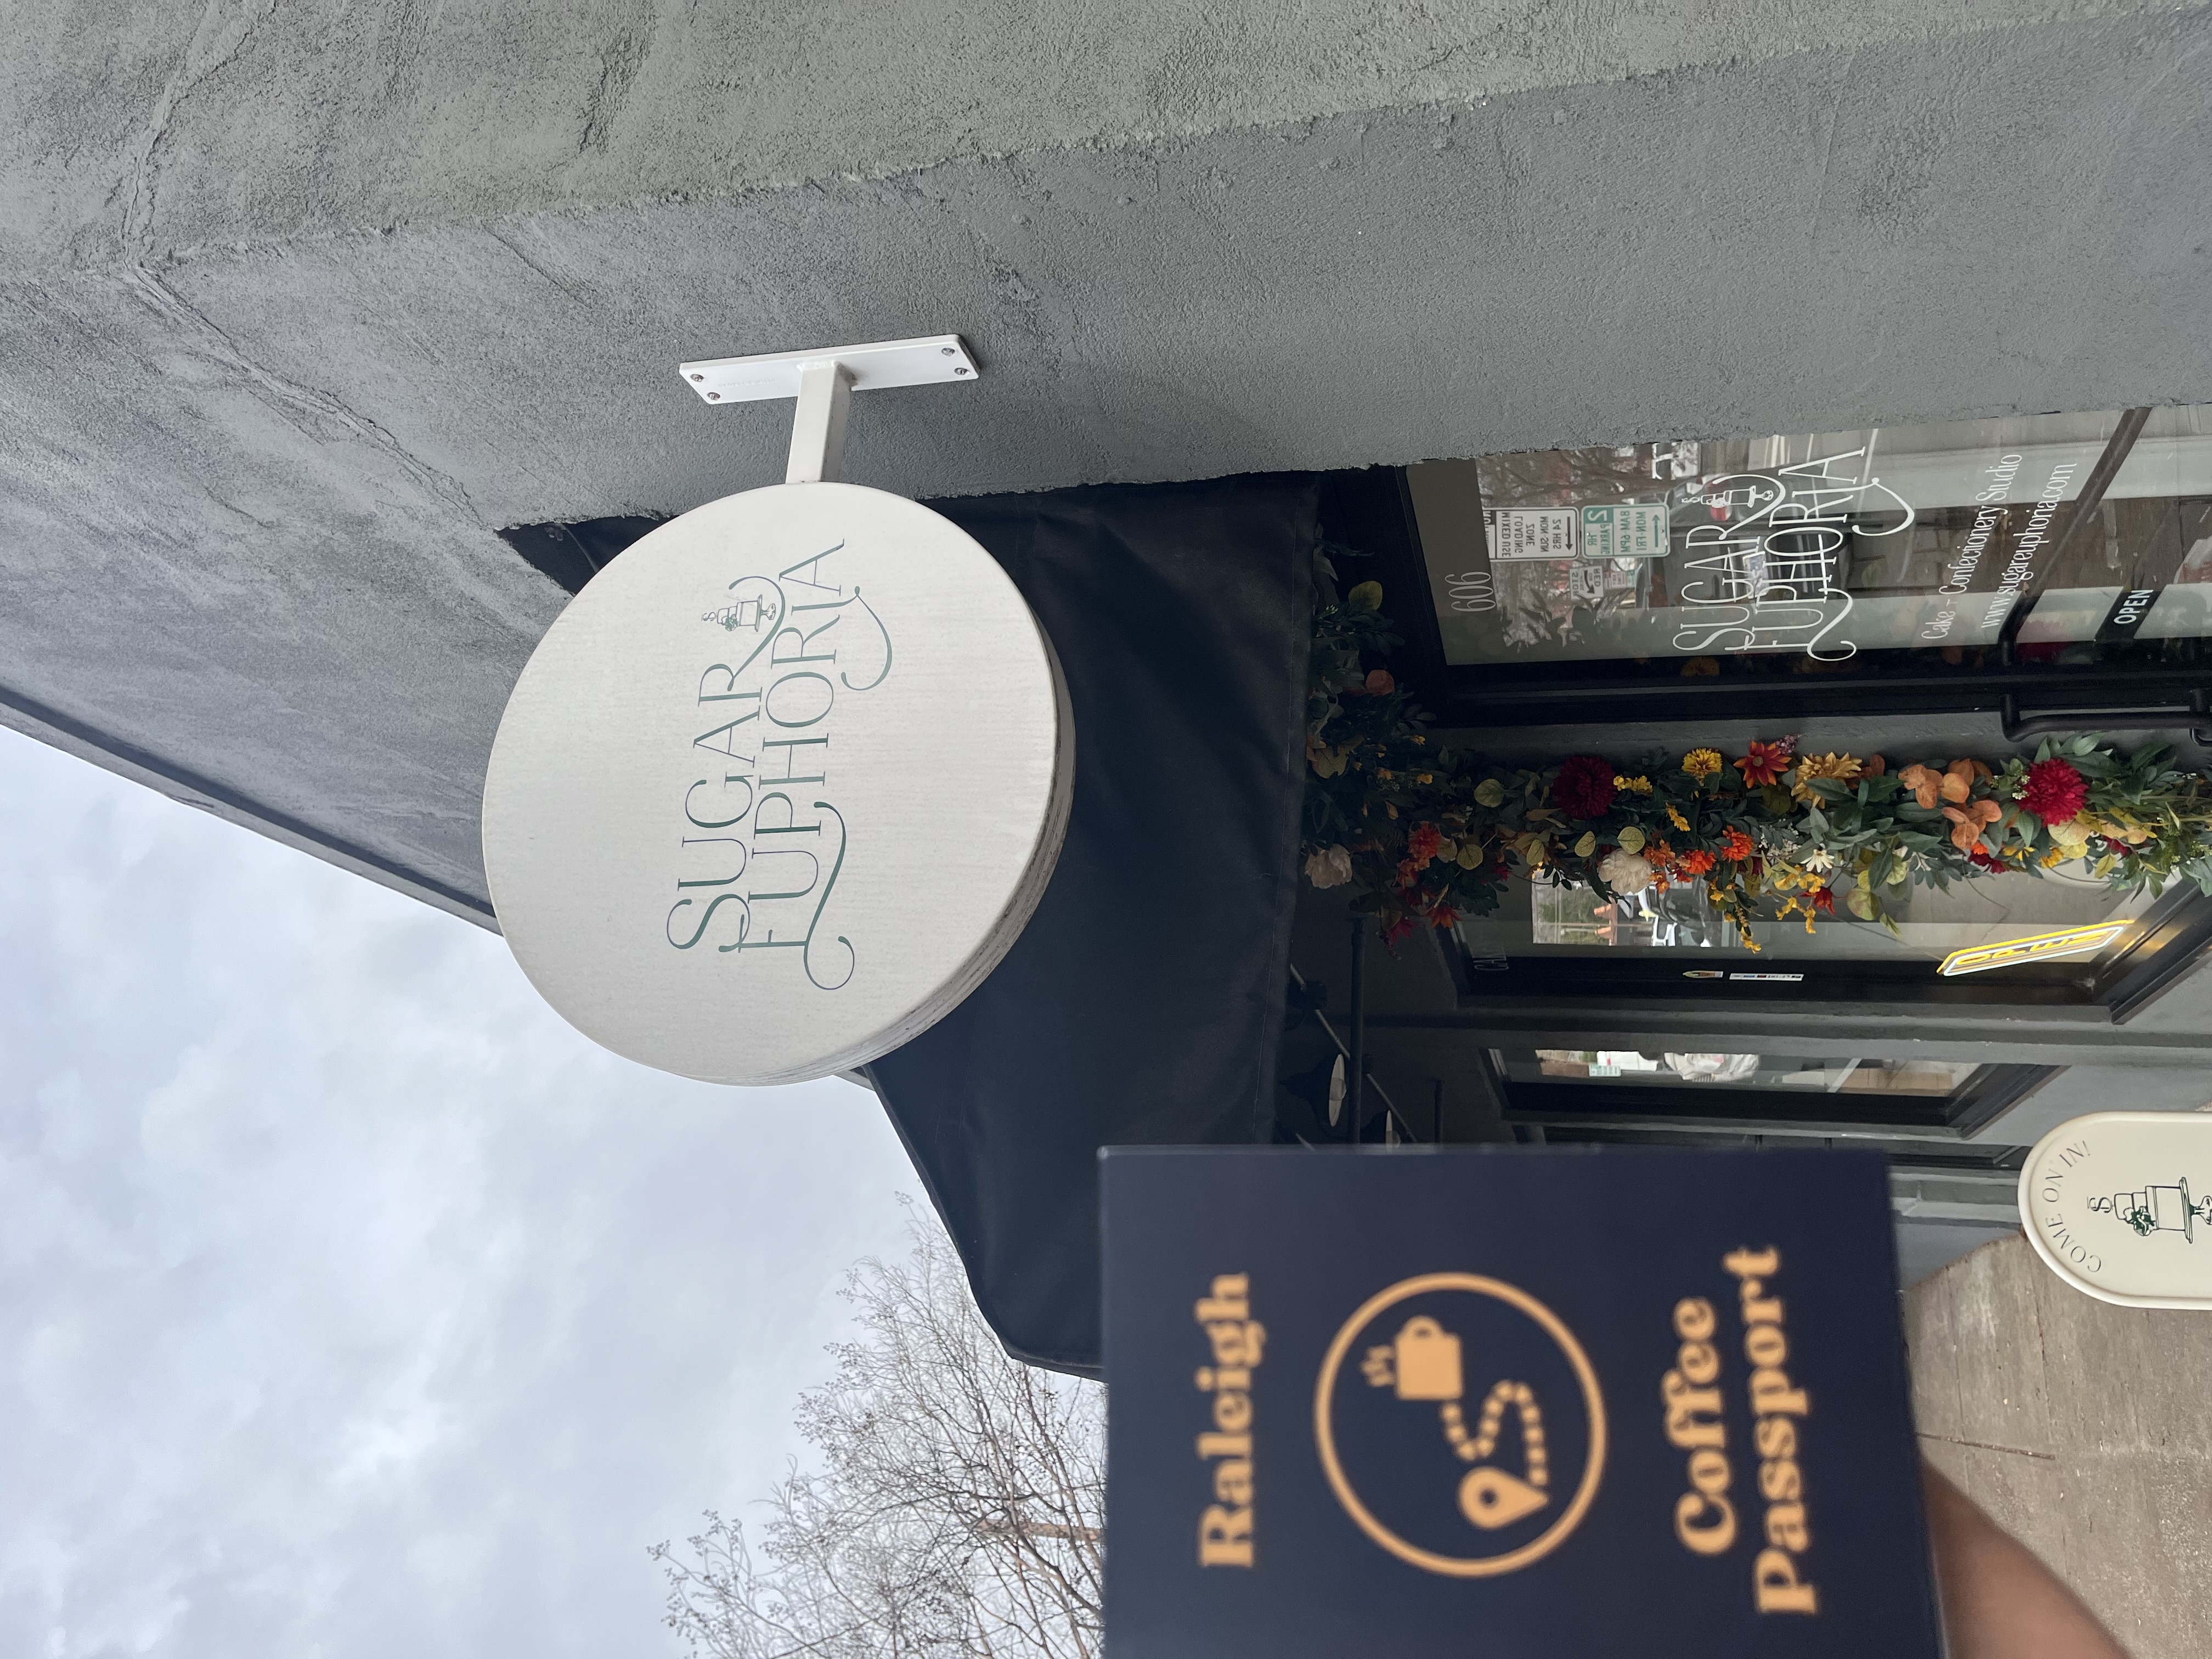 SUGAR
EUPHORIA
606
MIXED USE
LOADING
ZONE
MON-SUN
24 HRS
2 HR
PARKING
8AM-6PM
MON-FRI
SUGAR
EUPHORIA
Cake + Confectionery Studio
www.sugareuphoria.com
OPEN
OPEN
COME ON IN!
Raleigh
Coffee
Passport